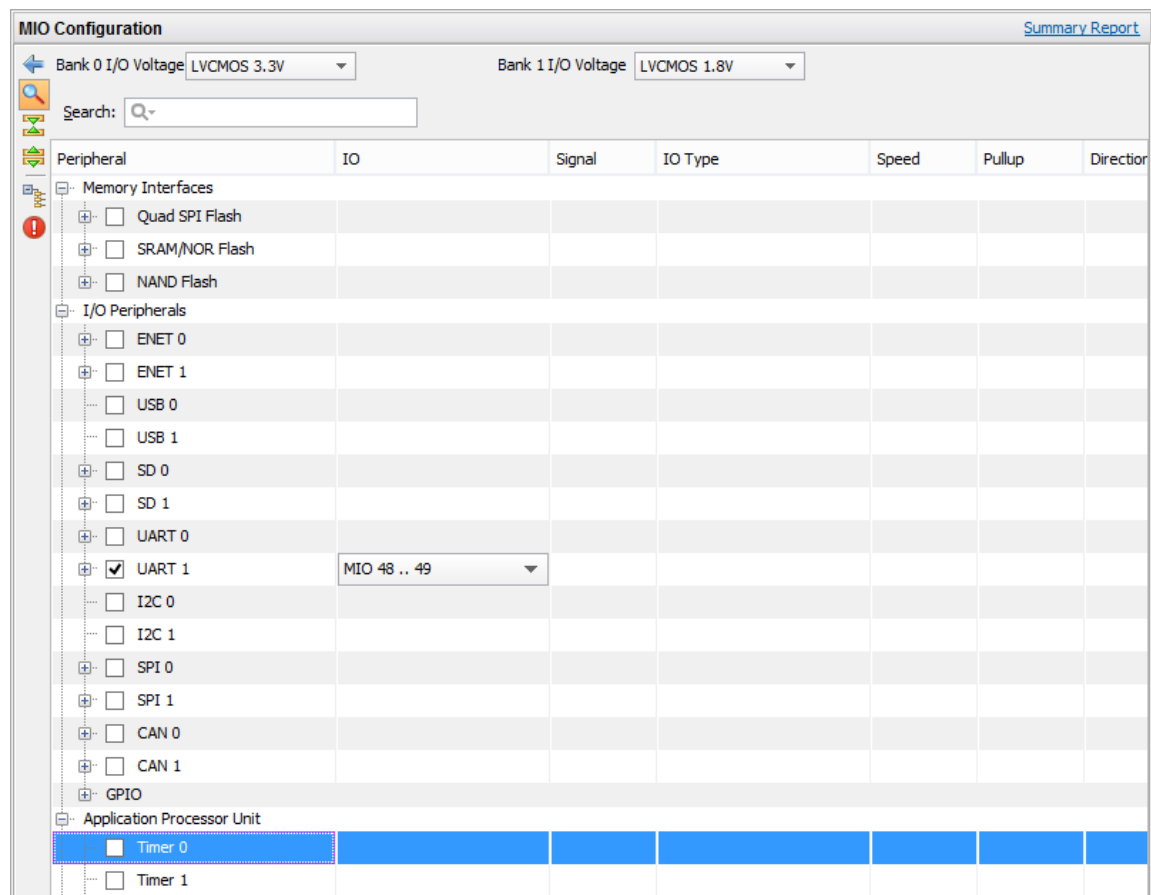 MIO Configuration Summary Report
Bank 0 I/O Voltage LVCMOS 3.3V Bank 1 I/O Voltage LVCMOS 1.8V
Search:
Peripheral IO Signal IO Type Speed Pullup Direction
Memory Interfaces
Quad SPI Flash
SRAM/NOR Flash
NAND Flash
I/O Peripherals
ENET 0
ENET 1
USB 0
USB 1
SD 0
SD 1
UART 0
UART 1 MIO 48 .. 49
I2C 0
I2C 1
SPI 0
SPI 1
CAN 0
CAN 1
GPIO
Application Processor Unit
Timer 0
Timer 1